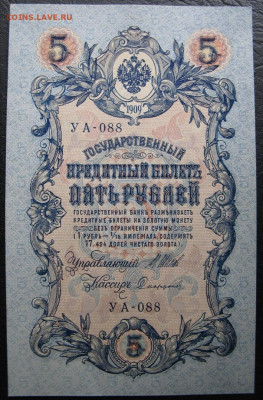 COINS.LAVE.RU
5 5
1909
УА-088
ГОСУДАРСТВЕННЫЙ
КРЕДИТНЫЙ БИЛЕТЪ
ПЯТЬ РУБЛЕЙ
ГОСУДАРСТВЕННЫЙ БАНКЪ РАЗМѢНИВАЕТЪ
КРЕДИТНЫЕ БИЛЕТЫ НА ЗОЛОТУЮ МОНЕТУ
БЕЗЪ ОГРАНИЧЕНІЯ СУММЫ
(1 РУБЛЬ = 1/15 ИМПЕРІАЛА, СОДЕРЖИТЪ
17,424 ДОЛЕЙ ЧИСТАГО ЗОЛОТА).
Управляющій
Кассиръ
УА-088
5